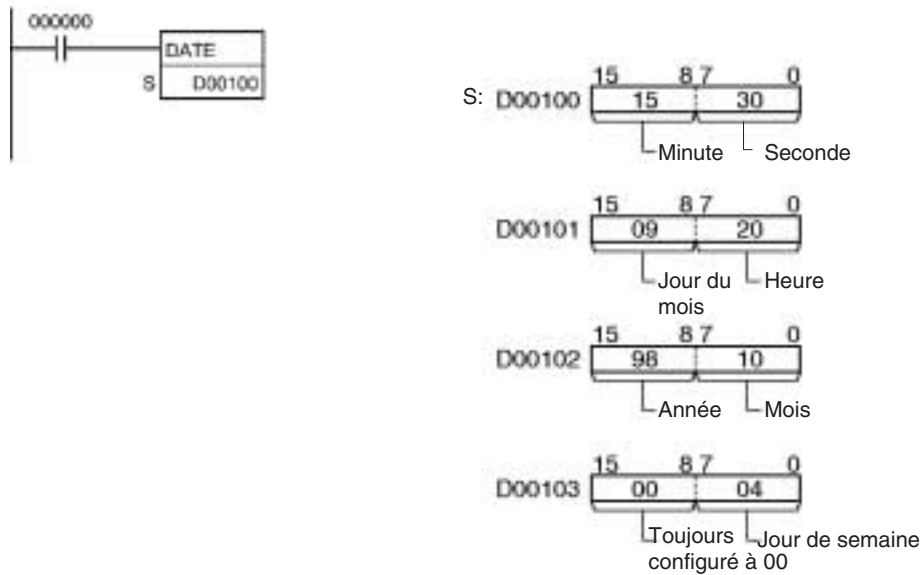 000000
DATE
S D00100
15 8 7 0
S: D00100 15 30
Minute Seconde
15 8 7 0
D00101 09 20
Jour du mois Heure
15 8 7 0
D00102 98 10
Année Mois
15 8 7 0
D00103 00 04
Toujours configuré à 00 Jour de semaine